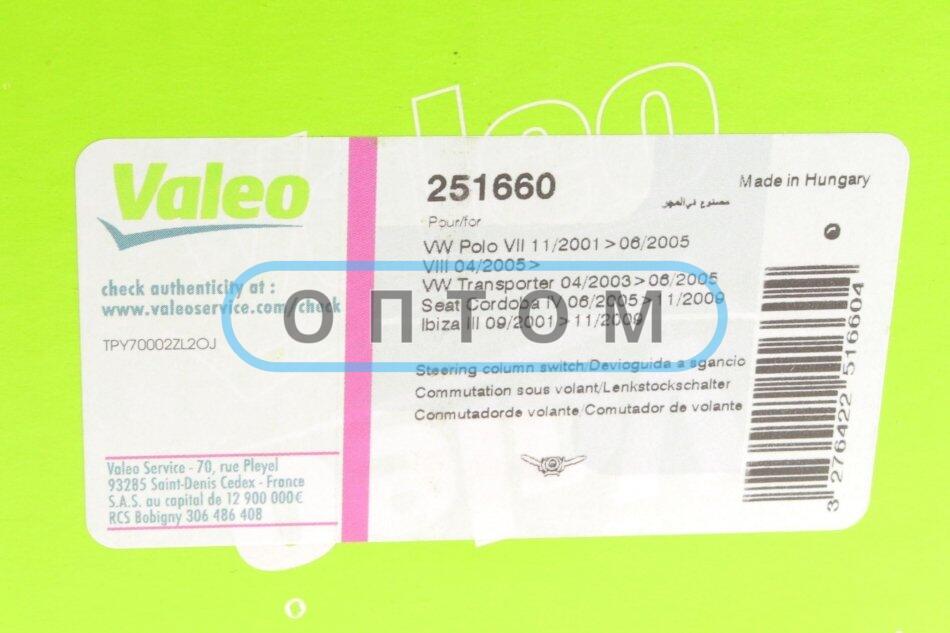 Valeo
check authenticity at :
www.valeoservice.com/check
TPY70002ZL2OJ
Valeo Service - 70, rue Pleyel
93285 Saint-Denis Cedex - France
S.A.S. au capital de 12 900 000€
RCS Bobigny 306 486 408
251660
Made in Hungary
مصنوع في المجر
Pour/for
VW Polo VII 11/2001>06/2005
VIII 04/2005>
VW Transporter 04/2003>06/2005
Seat Cordoba IV 06/2005>11/2009
Ibiza III 09/2001>11/2009
ОПТОМ
Steering column switch/Devioguida a sgancio
Commutation sous volant/Lenkstockschalter
Conmutadorde volante/Comutador de volante
3 276422 516604